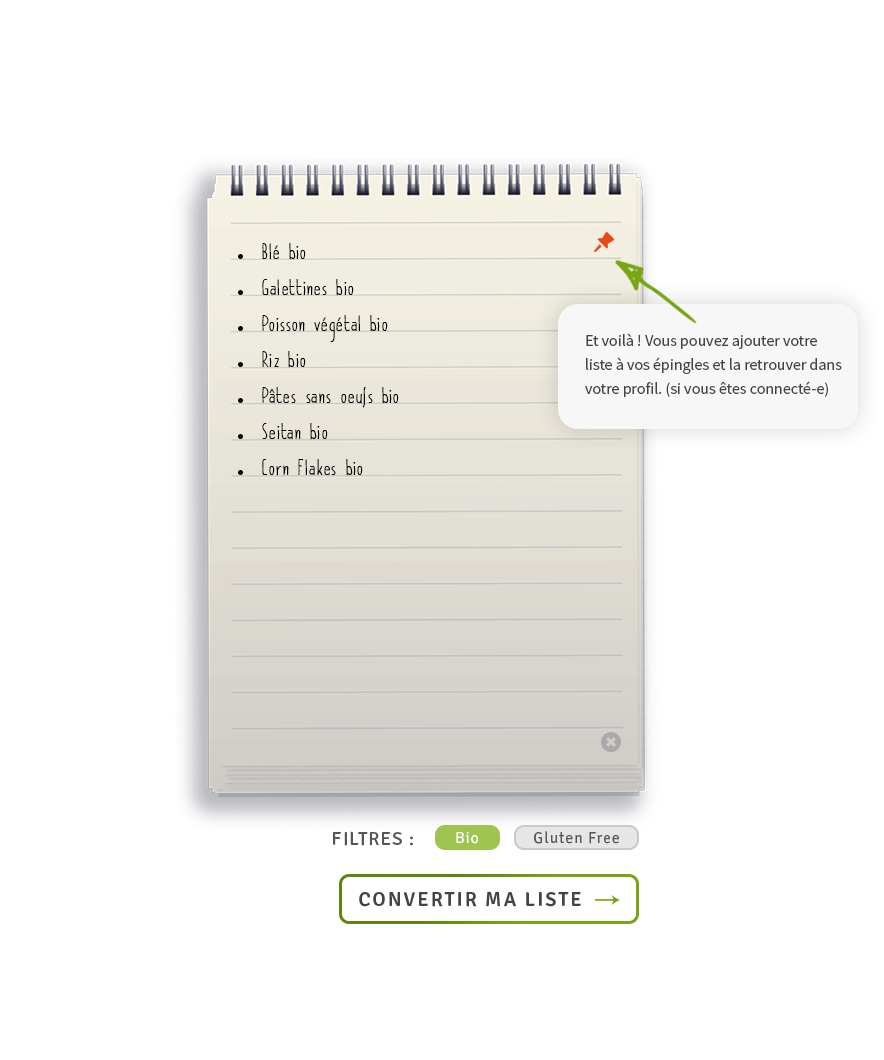 Blé bio
Galettines bio
Poisson végétal bio
Riz bio
Pâtes sans oeufs bio
Seitan bio
Corn Flakes bio
Et voilà ! Vous pouvez ajouter votre
liste à vos épingles et la retrouver dans
votre profil. (si vous êtes connecté-e)
FILTRES : Bio Gluten Free
CONVERTIR MA LISTE →